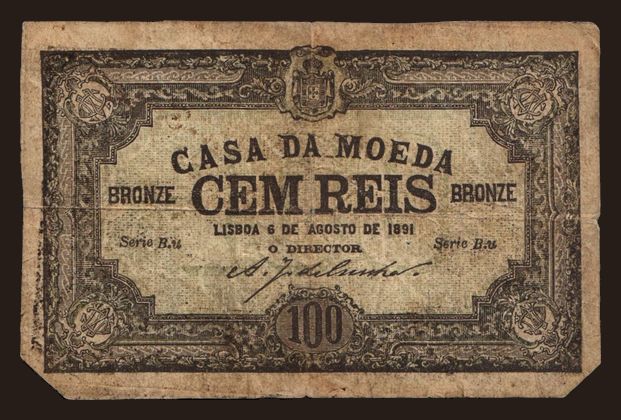 CASA DA MOEDA
BRONZE CEM REIS BRONZE
LISBOA 6 DE AGOSTO DE 1891
Serie B.u O DIRECTOR Serie B.u
100